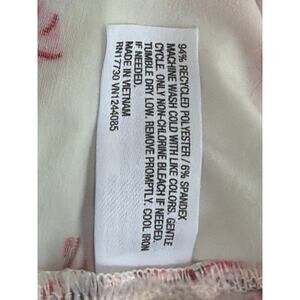 94% RECYCLED POLYESTER / 6% SPANDEX
MACHINE WASH COLD WITH LIKE COLORS. GENTLE
CYCLE. ONLY NON-CHLORINE BLEACH IF NEEDED.
TUMBLE DRY LOW. REMOVE PROMPTLY. COOL IRON
IF NEEDED.
MADE IN VIETNAM
RN17730 VN1244085